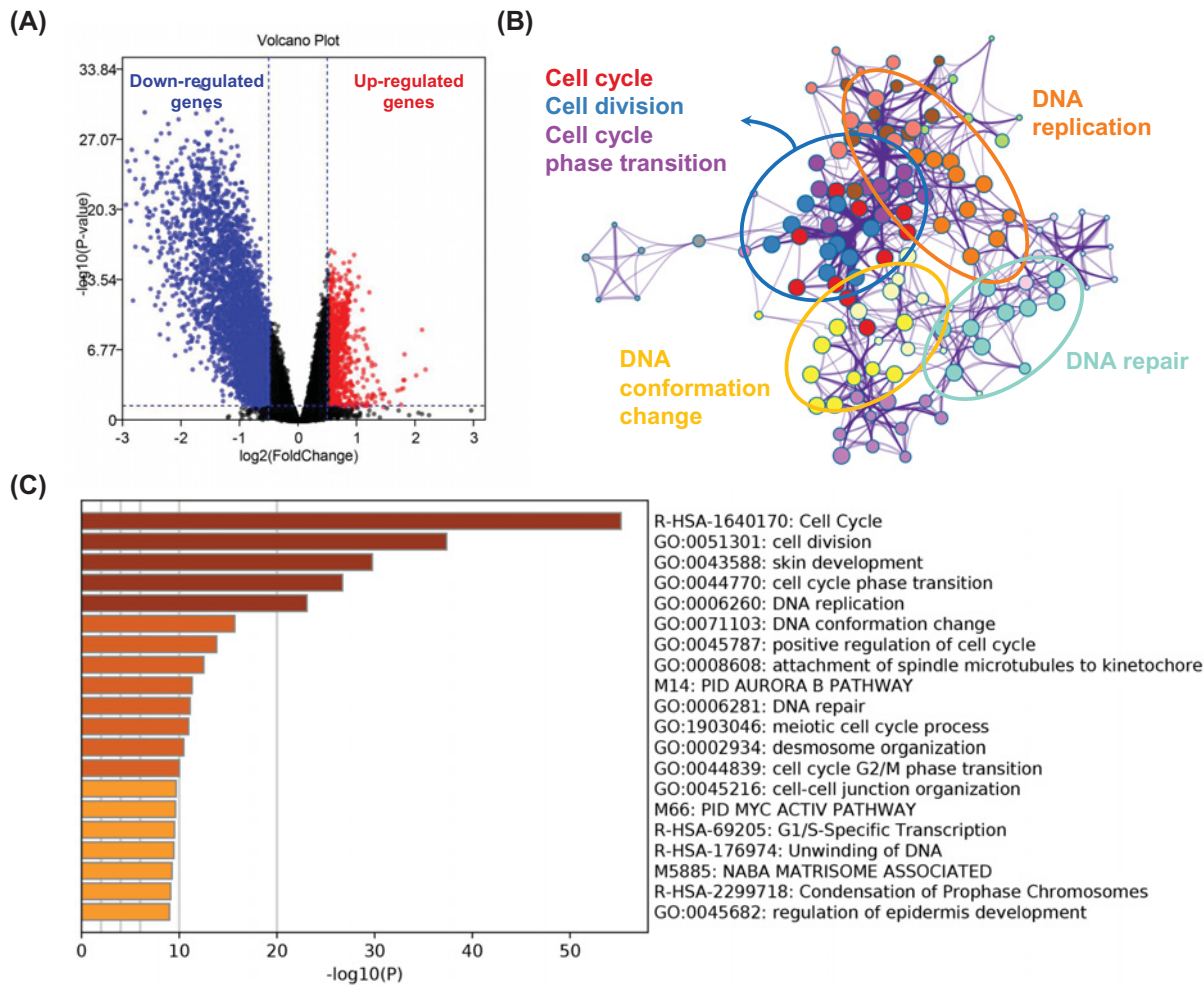 (A)
Volcano Plot
33.84
27.07
20.3
13.54
6.77
0
-log10(P-value)
Down-regulated
genes
Up-regulated
genes
-3
-2
-1
0
1
2
3
log2(FoldChange)
(B)
Cell cycle
Cell division
Cell cycle
phase transition
DNA
replication
DNA
conformation
change
DNA repair
(C)
R-HSA-1640170: Cell Cycle
GO:0051301: cell division
GO:0043588: skin development
GO:0044770: cell cycle phase transition
GO:0006260: DNA replication
GO:0071103: DNA conformation change
GO:0045787: positive regulation of cell cycle
GO:0008608: attachment of spindle microtubules to kinetochore
M14: PID AURORA B PATHWAY
GO:0006281: DNA repair
GO:1903046: meiotic cell cycle process
GO:0002934: desmosome organization
GO:0044839: cell cycle G2/M phase transition
GO:0045216: cell-cell junction organization
M66: PID MYC ACTIV PATHWAY
R-HSA-69205: G1/S-Specific Transcription
R-HSA-176974: Unwinding of DNA
M5885: NABA MATRISOME ASSOCIATED
R-HSA-2299718: Condensation of Prophase Chromosomes
GO:0045682: regulation of epidermis development
0
10
20
30
40
50
-log10(P)